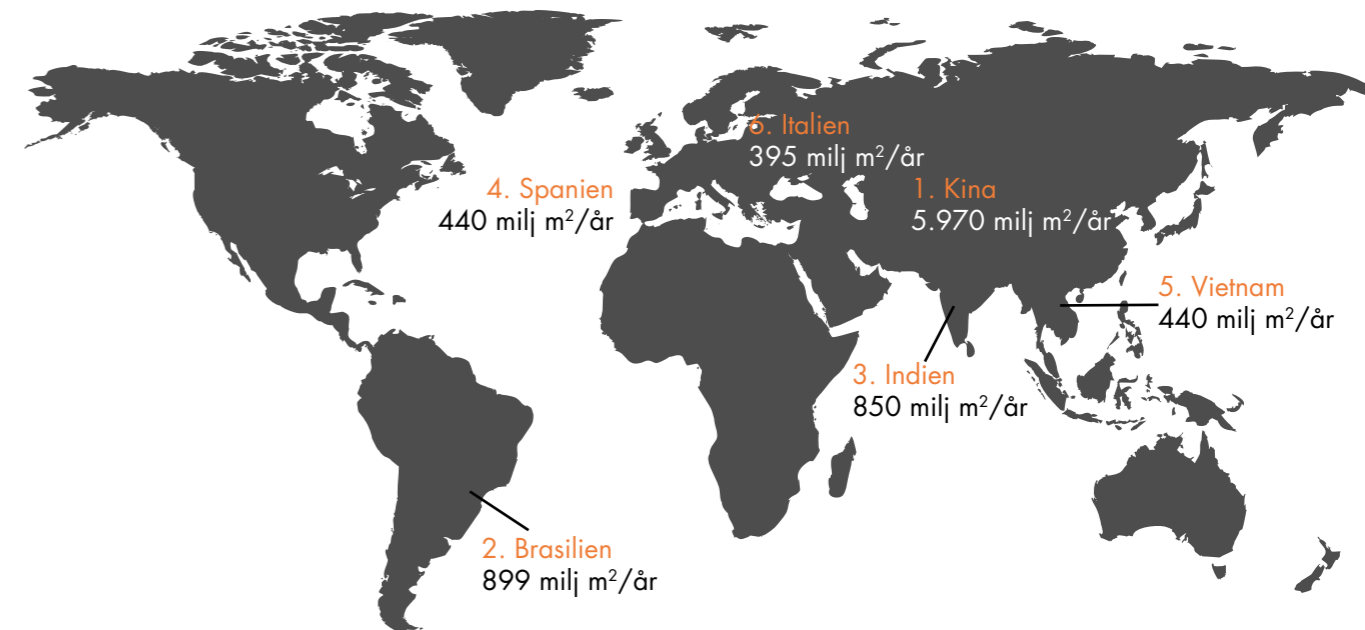 6. Italien
395 milj m²/år
4. Spanien
440 milj m²/år
1. Kina
5.970 milj m²/år
5. Vietnam
440 milj m²/år
3. Indien
850 milj m²/år
2. Brasilien
899 milj m²/år